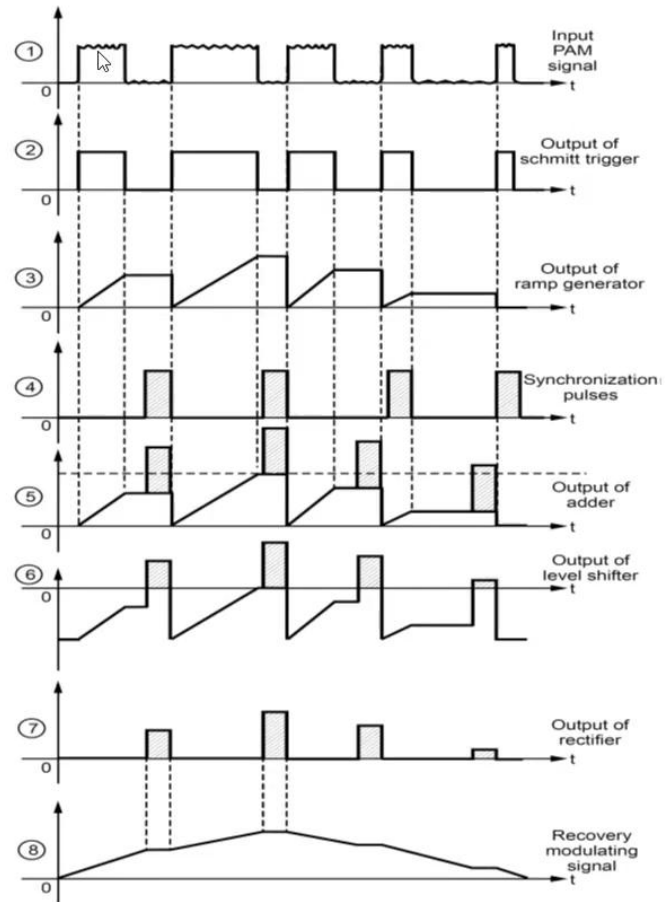 1
Input
PAM
signal
0
t
2
Output of
schmitt trigger
0
t
3
Output of
ramp generator
0
t
4
Synchronization
pulses
0
t
5
Output of
adder
0
t
6
Output of
level shifter
0
t
7
Output of
rectifier
0
t
8
Recovery
modulating
signal
0
t